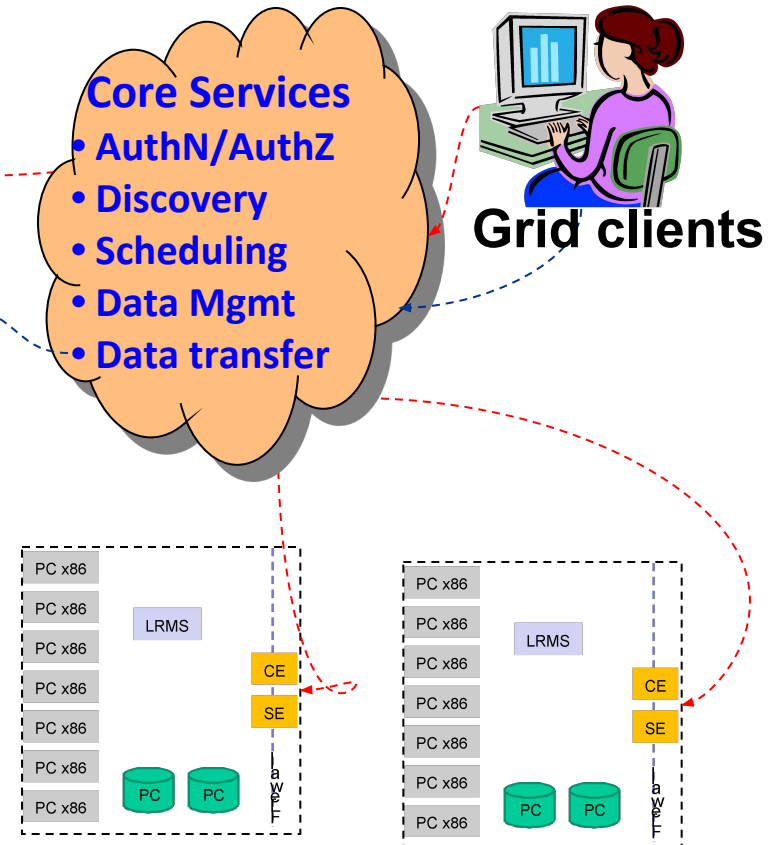 Core Services
• AuthN/AuthZ
• Discovery
• Scheduling
• Data Mgmt
• Data transfer
Grid clients
PC x86
PC x86
PC x86
PC x86
PC x86
PC x86
PC x86
LRMS
CE
SE
PC
PC
PC x86
PC x86
PC x86
PC x86
PC x86
PC x86
PC x86
LRMS
CE
SE
PC
PC